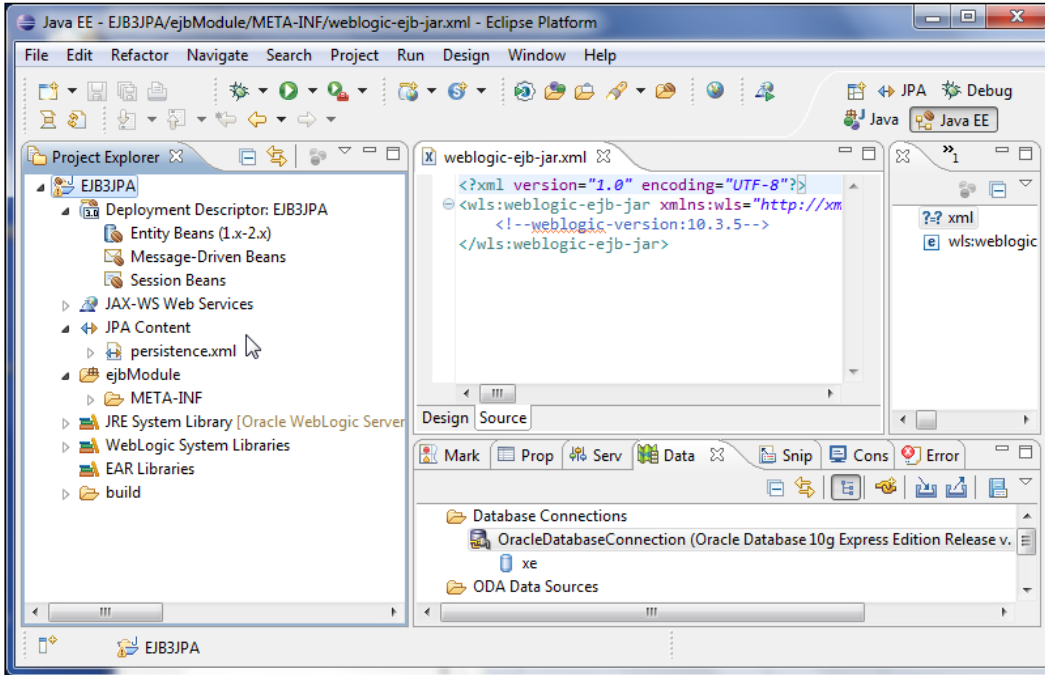 Java EE - EJB3JPA/ejbModule/META-INF/weblogic-ejb-jar.xml - Eclipse Platform
File Edit Refactor Navigate Search Project Run Design Window Help
JPA Debug
Java Java EE
Project Explorer
EJB3JPA
3.0 Deployment Descriptor: EJB3JPA
Entity Beans (1.x-2.x)
Message-Driven Beans
Session Beans
JAX-WS Web Services
JPA Content
persistence.xml
ejbModule
META-INF
JRE System Library [Oracle WebLogic Server
WebLogic System Libraries
EAR Libraries
build
weblogic-ejb-jar.xml
<?xml version="1.0" encoding="UTF-8"?>
<wls:weblogic-ejb-jar xmlns:wls="http://xm
<!--weblogic-version:10.3.5-->
</wls:weblogic-ejb-jar>
Design Source
»1
?=? xml
e wls:weblogic
Mark Prop Serv Data Snip Cons Error
Database Connections
OracleDatabaseConnection (Oracle Database 10g Express Edition Release v.
xe
ODA Data Sources
EJB3JPA